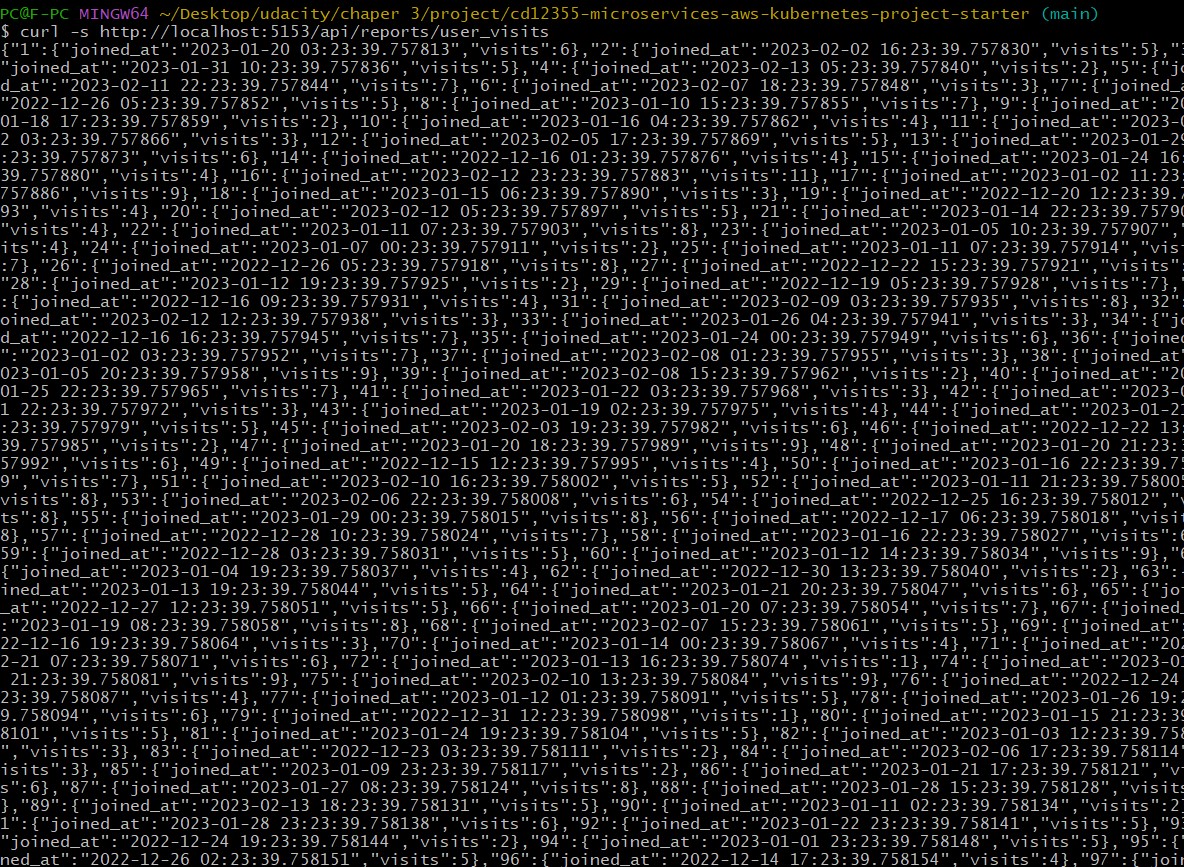 PC@F-PC MINGW64 ~/Desktop/udacity/chaper 3/project/cd12355-microservices-aws-kubernetes-project-starter (main)
$ curl -s http://localhost:5153/api/reports/user_visits
{"1":{"joined_at":"2023-01-20 03:23:39.757813","visits":6},"2":{"joined_at":"2023-02-02 16:23:39.757830","visits":5},"3
"joined_at":"2023-01-31 10:23:39.757836","visits":5},"4":{"joined_at":"2023-02-13 05:23:39.757840","visits":2},"5":{"jo
d_at":"2023-02-11 22:23:39.757844","visits":7},"6":{"joined_at":"2023-02-07 18:23:39.757848","visits":3},"7":{"joined_at":
"2022-12-26 05:23:39.757852","visits":5},"8":{"joined_at":"2023-01-10 15:23:39.757855","visits":7},"9":{"joined_at":"20
01-18 17:23:39.757859","visits":2},"10":{"joined_at":"2023-01-16 04:23:39.757862","visits":4},"11":{"joined_at":"2023-0
2 03:23:39.757866","visits":3},"12":{"joined_at":"2023-02-05 17:23:39.757869","visits":5},"13":{"joined_at":"2023-01-29
:23:39.757873","visits":6},"14":{"joined_at":"2022-12-16 01:23:39.757876","visits":4},"15":{"joined_at":"2023-01-24 16:
39.757880","visits":4},"16":{"joined_at":"2023-02-12 23:23:39.757883","visits":11},"17":{"joined_at":"2023-01-02 11:23:
757886","visits":9},"18":{"joined_at":"2023-01-15 06:23:39.757890","visits":3},"19":{"joined_at":"2022-12-20 12:23:39.7
93","visits":4},"20":{"joined_at":"2023-02-12 05:23:39.757897","visits":5},"21":{"joined_at":"2023-01-14 22:23:39.75790
"visits":4},"22":{"joined_at":"2023-01-11 07:23:39.757903","visits":8},"23":{"joined_at":"2023-01-05 10:23:39.757907","
its":4},"24":{"joined_at":"2023-01-07 00:23:39.757911","visits":2},"25":{"joined_at":"2023-01-11 07:23:39.757914","vis
:7},"26":{"joined_at":"2022-12-26 05:23:39.757918","visits":8},"27":{"joined_at":"2022-12-22 15:23:39.757921","visits":
"28":{"joined_at":"2023-01-12 19:23:39.757925","visits":2},"29":{"joined_at":"2022-12-19 05:23:39.757928","visits":7},"
:{"joined_at":"2022-12-16 09:23:39.757931","visits":4},"31":{"joined_at":"2023-02-09 03:23:39.757935","visits":8},"32":
oined_at":"2023-02-12 12:23:39.757938","visits":3},"33":{"joined_at":"2023-01-26 04:23:39.757941","visits":3},"34":{"jo
d_at":"2022-12-16 16:23:39.757945","visits":7},"35":{"joined_at":"2023-01-24 00:23:39.757949","visits":6},"36":{"joined
":"2023-01-02 03:23:39.757952","visits":7},"37":{"joined_at":"2023-02-08 01:23:39.757955","visits":3},"38":{"joined_at"
023-01-05 20:23:39.757958","visits":9},"39":{"joined_at":"2023-02-08 15:23:39.757962","visits":2},"40":{"joined_at":"20
01-25 22:23:39.757965","visits":7},"41":{"joined_at":"2023-01-22 03:23:39.757968","visits":3},"42":{"joined_at":"2023-0
1 22:23:39.757972","visits":3},"43":{"joined_at":"2023-01-19 02:23:39.757975","visits":4},"44":{"joined_at":"2023-01-21
:23:39.757979","visits":5},"45":{"joined_at":"2023-02-03 19:23:39.757982","visits":6},"46":{"joined_at":"2022-12-22 13:
39.757985","visits":2},"47":{"joined_at":"2023-01-20 18:23:39.757989","visits":9},"48":{"joined_at":"2023-01-20 21:23:3
57992","visits":6},"49":{"joined_at":"2022-12-15 12:23:39.757995","visits":4},"50":{"joined_at":"2023-01-16 22:23:39.75
9","visits":7},"51":{"joined_at":"2023-02-10 16:23:39.758002","visits":5},"52":{"joined_at":"2023-01-11 21:23:39.758005
visits":8},"53":{"joined_at":"2023-02-06 22:23:39.758008","visits":6},"54":{"joined_at":"2022-12-25 16:23:39.758012","v
ts":8},"55":{"joined_at":"2023-01-29 00:23:39.758015","visits":8},"56":{"joined_at":"2022-12-17 06:23:39.758018","visit
8},"57":{"joined_at":"2022-12-28 10:23:39.758024","visits":7},"58":{"joined_at":"2023-01-16 22:23:39.758027","visits":6
59":{"joined_at":"2022-12-28 03:23:39.758031","visits":5},"60":{"joined_at":"2023-01-12 14:23:39.758034","visits":9},"6
{"joined_at":"2023-01-04 19:23:39.758037","visits":4},"62":{"joined_at":"2022-12-30 13:23:39.758040","visits":2},"63":
ined_at":"2023-01-13 19:23:39.758044","visits":5},"64":{"joined_at":"2023-01-21 20:23:39.758047","visits":6},"65":{"joi
_at":"2022-12-27 12:23:39.758051","visits":5},"66":{"joined_at":"2023-01-20 07:23:39.758054","visits":7},"67":{"joined_
:"2023-01-19 08:23:39.758058","visits":8},"68":{"joined_at":"2023-02-07 15:23:39.758061","visits":5},"69":{"joined_at":
22-12-16 19:23:39.758064","visits":3},"70":{"joined_at":"2023-01-14 00:23:39.758067","visits":4},"71":{"joined_at":"202
2-21 07:23:39.758071","visits":6},"72":{"joined_at":"2023-01-13 16:23:39.758074","visits":1},"74":{"joined_at":"2023-01
 21:23:39.758081","visits":9},"75":{"joined_at":"2023-02-10 13:23:39.758084","visits":9},"76":{"joined_at":"2022-12-24
23:39.758087","visits":4},"77":{"joined_at":"2023-01-12 01:23:39.758091","visits":5},"78":{"joined_at":"2023-01-26 19:2
9.758094","visits":6},"79":{"joined_at":"2022-12-31 12:23:39.758098","visits":1},"80":{"joined_at":"2023-01-15 21:23:39
8101","visits":5},"81":{"joined_at":"2023-01-24 19:23:39.758104","visits":5},"82":{"joined_at":"2023-01-03 12:23:39.758
","visits":3},"83":{"joined_at":"2022-12-23 03:23:39.758111","visits":2},"84":{"joined_at":"2023-02-06 17:23:39.758114"
isits":3},"85":{"joined_at":"2023-01-09 23:23:39.758117","visits":2},"86":{"joined_at":"2023-01-21 17:23:39.758121","vi
s":6},"87":{"joined_at":"2023-01-27 08:23:39.758124","visits":8},"88":{"joined_at":"2023-01-28 15:23:39.758128","visits
},"89":{"joined_at":"2023-02-13 18:23:39.758131","visits":5},"90":{"joined_at":"2023-01-11 02:23:39.758134","visits":2}
1":{"joined_at":"2023-01-28 23:23:39.758138","visits":6},"92":{"joined_at":"2023-01-22 23:23:39.758141","visits":5},"93
"joined_at":"2022-12-24 19:23:39.758144","visits":2},"94":{"joined_at":"2023-01-01 23:23:39.758148","visits":5},"95":{"
ned_at":"2022-12-26 02:23:39.758151","visits":5},"96":{"joined_at":"2022-12-14 17:23:39.758154","visits":4},"97":{"join